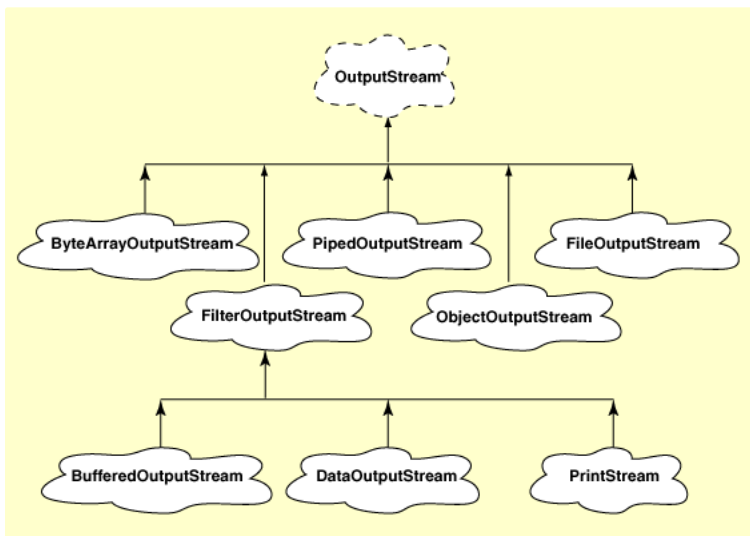 OutputStream
ByteArrayOutputStream
PipedOutputStream
FileOutputStream
FilterOutputStream
ObjectOutputStream
BufferedOutputStream
DataOutputStream
PrintStream